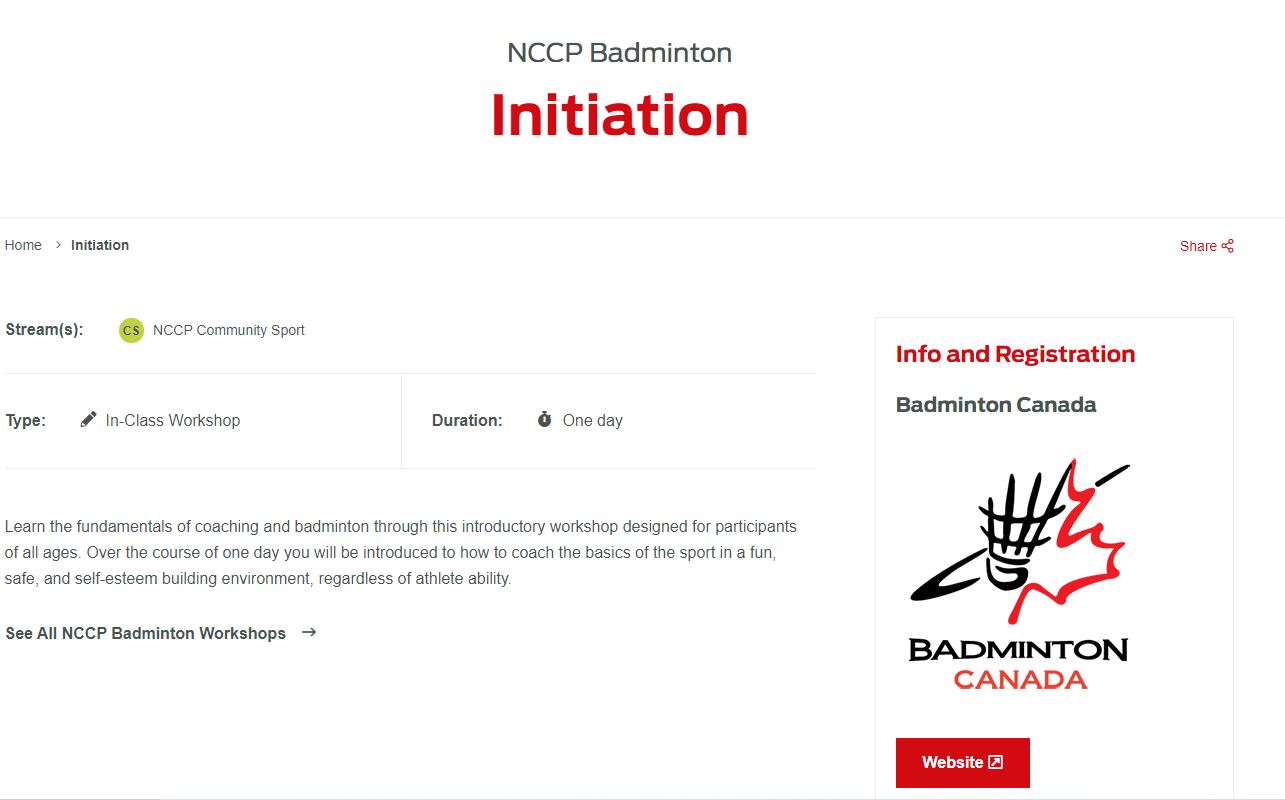 NCCP Badminton
Initiation
Home > Initiation
Share
Stream(s): CS NCCP Community Sport
Type: In-Class Workshop
Duration: One day
Learn the fundamentals of coaching and badminton through this introductory workshop designed for participants
of all ages. Over the course of one day you will be introduced to how to coach the basics of the sport in a fun,
safe, and self-esteem building environment, regardless of athlete ability.
See All NCCP Badminton Workshops →
Info and Registration
Badminton Canada
BADMINTON
CANADA
Website